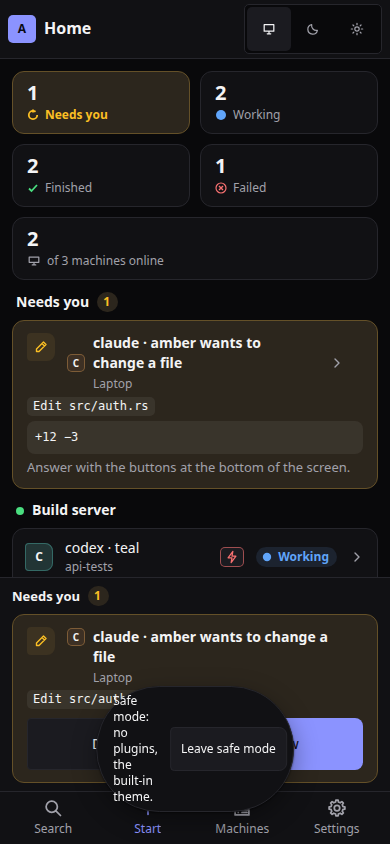 A Home
1
Needs you
2
Working
2
Finished
1
Failed
2
of 3 machines online
Needs you 1
C claude · amber wants to
change a file
Laptop
Edit src/auth.rs
+12 −3
Answer with the buttons at the bottom of the screen.
Build server
C codex · teal
Working
api-tests
Needs you 1
C claude · amber wants to change a
file
Laptop
Edit src/auth
Safe
mode:
no
plugins,
the
built-in
theme.
Leave safe mode
Search
Start
Machines
Settings